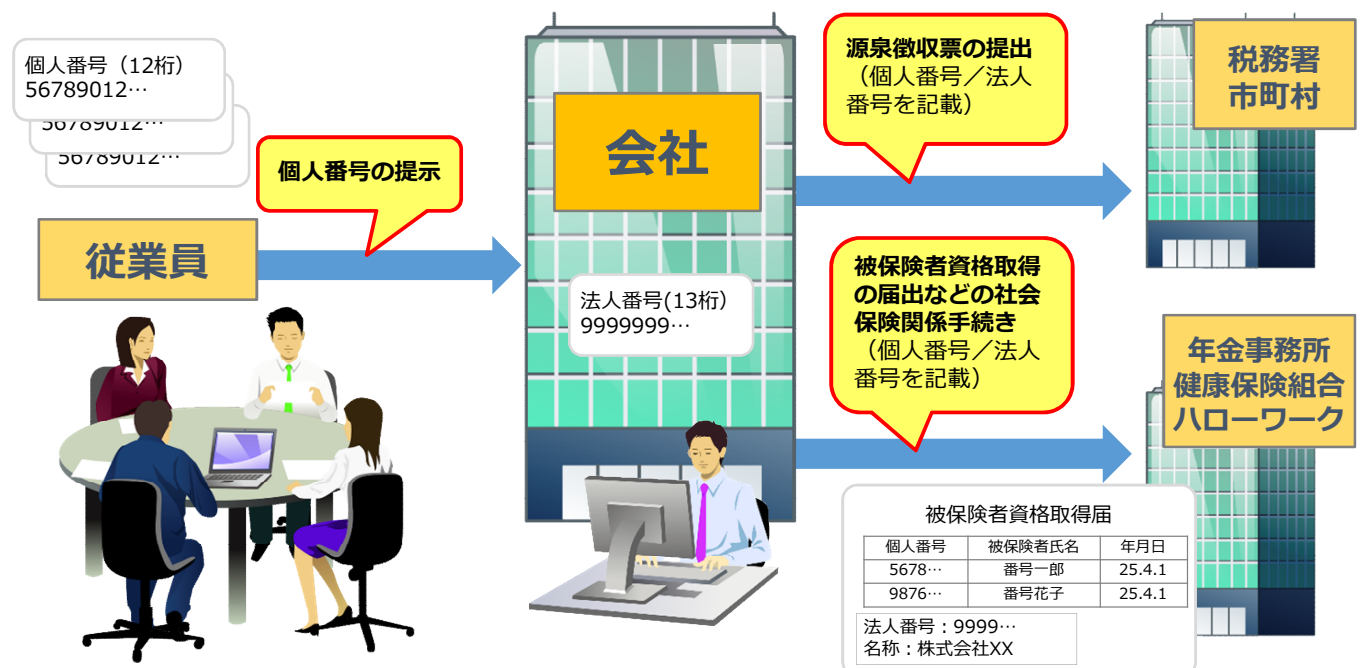 個人番号（12桁）
56789012…
56789012…
56789012…
個人番号の提示
従業員
会社
法人番号(13桁)
9999999…
源泉徴収票の提出
（個人番号／法人
番号を記載）
税務署
市町村
被保険者資格取得
の届出などの社会
保険関係手続き
（個人番号／法人
番号を記載）
年金事務所
健康保険組合
ハローワーク
被保険者資格取得届
個人番号 被保険者氏名 年月日
5678… 番号一郎 25.4.1
9876… 番号花子 25.4.1
法人番号：9999…
名称：株式会社XX